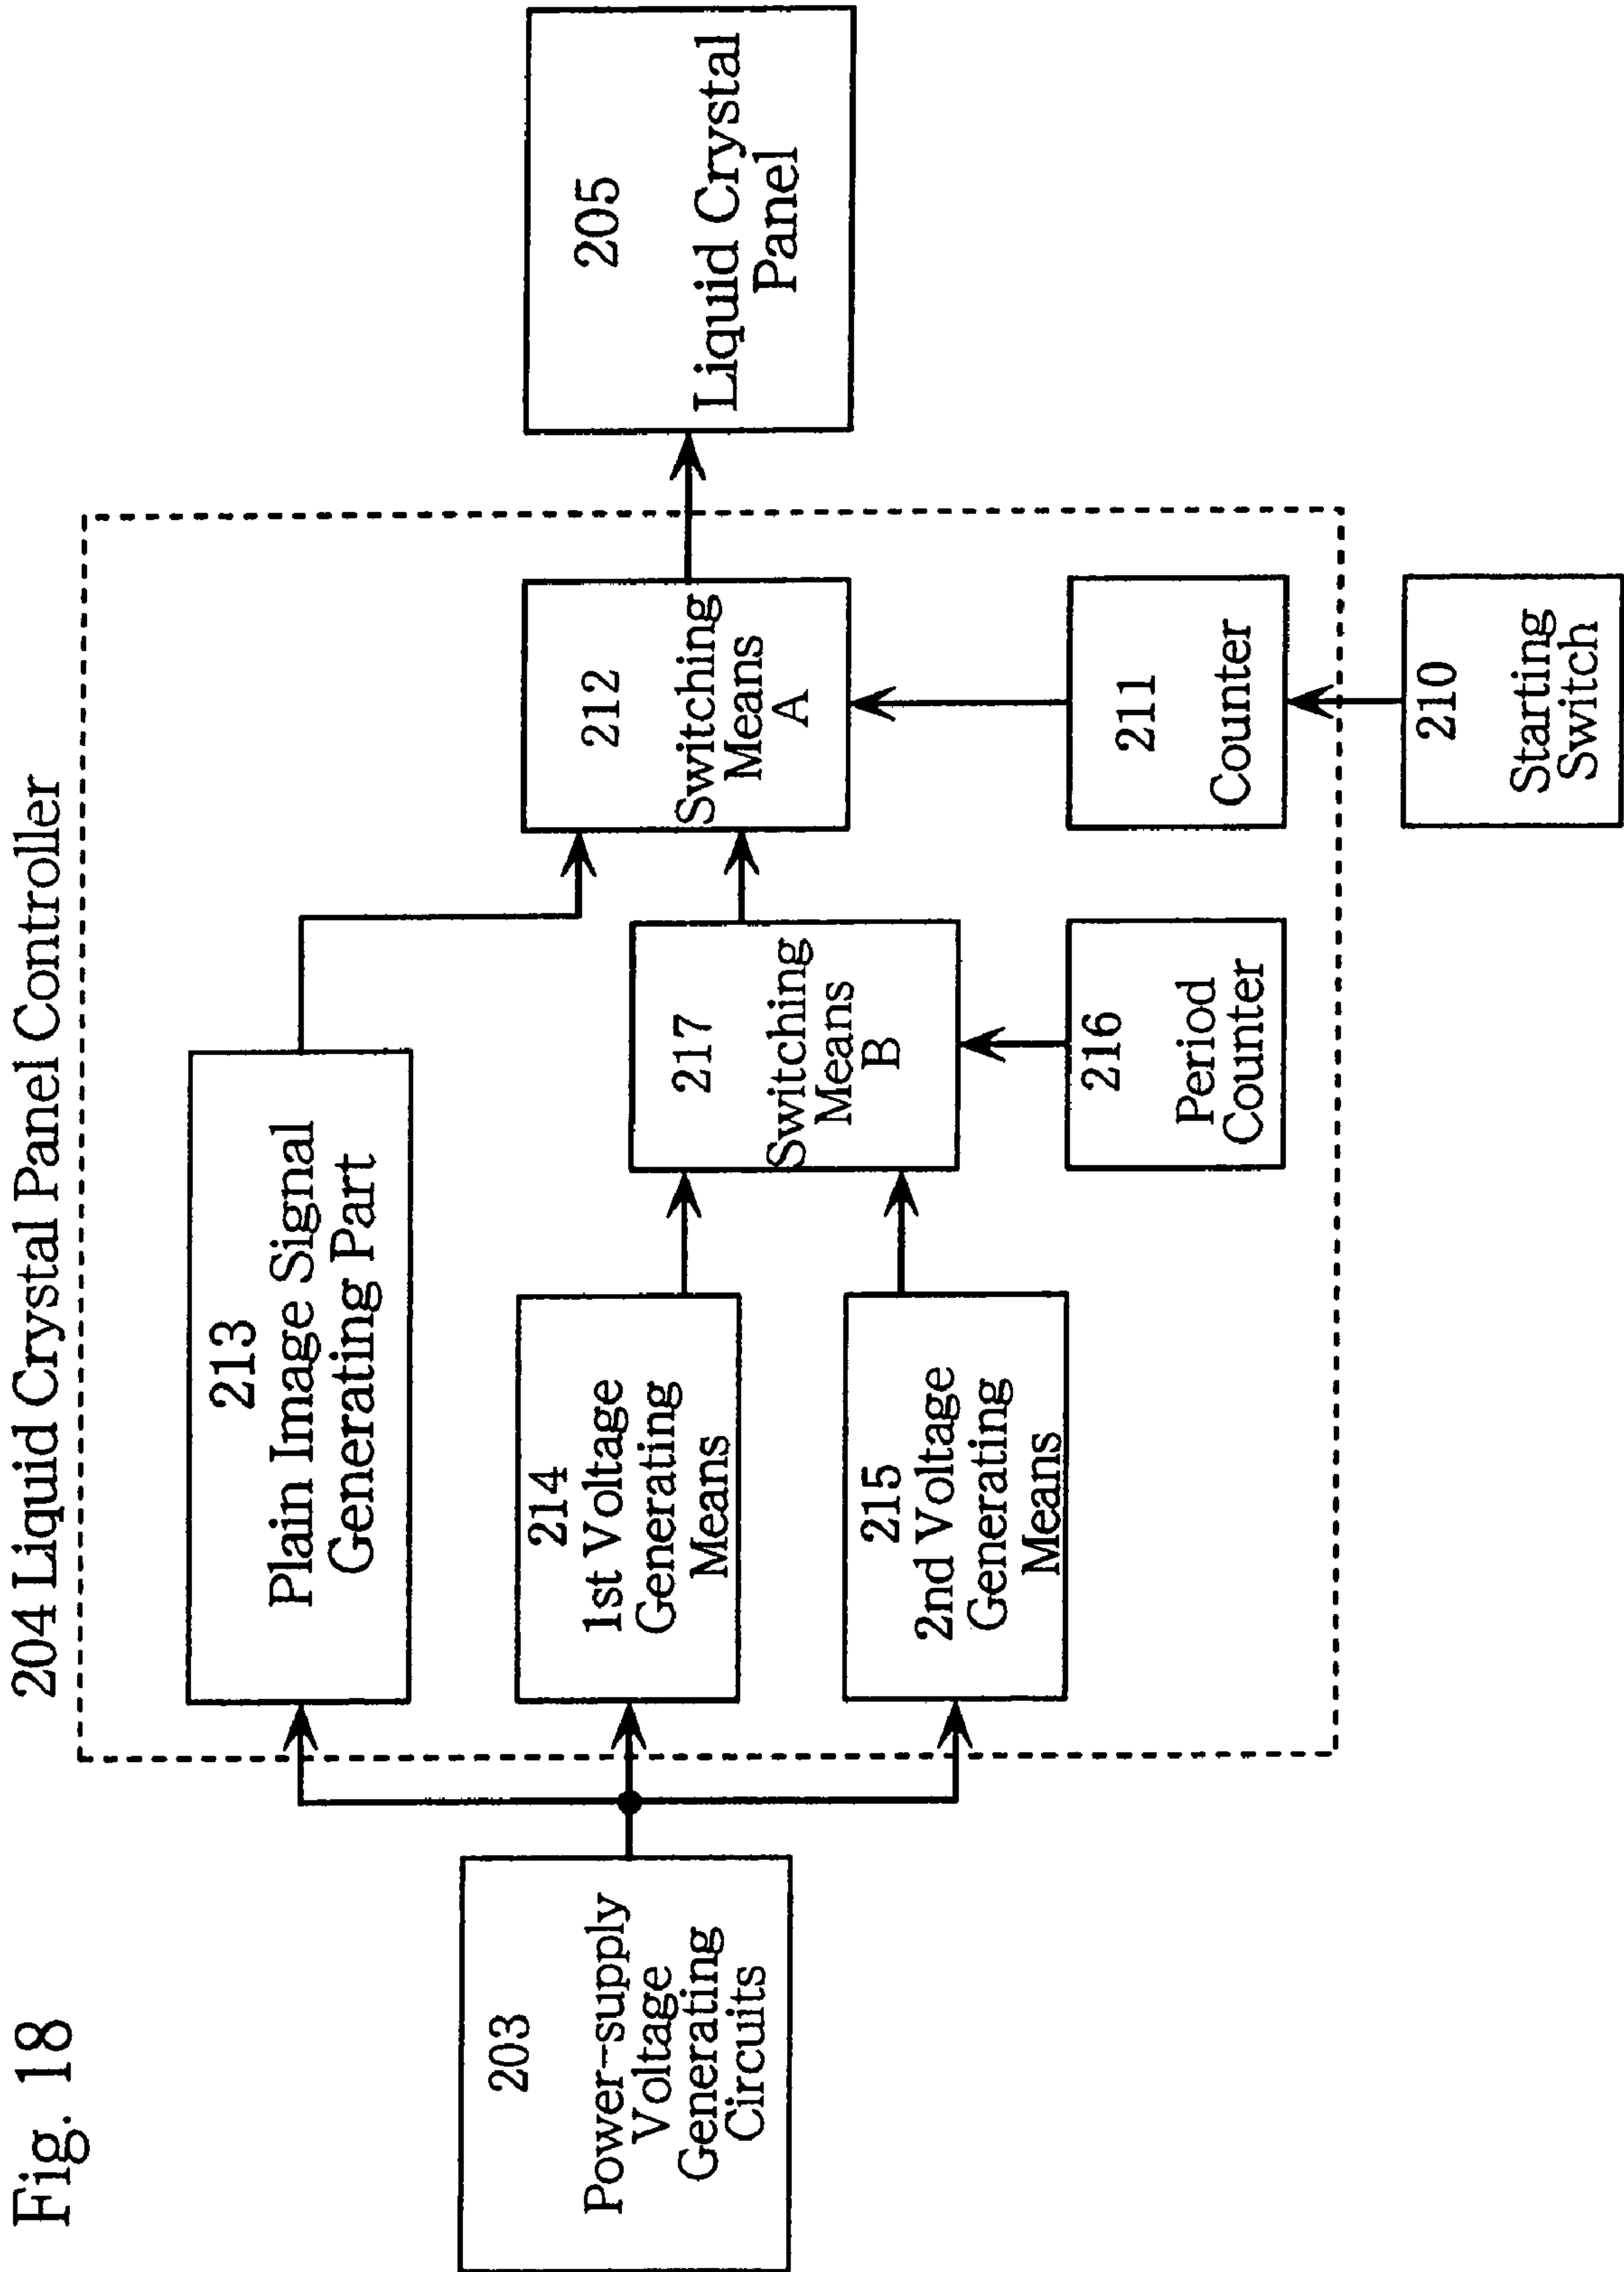 Fig. 18
204 Liquid Crystal Panel Controller
203
Power-supply
Voltage
Generating
Circuits
213
Plain Image Signal
Generating Part
214
1st Voltage
Generating
Means
215
2nd Voltage
Generating
Means
217
Switching
Means
B
216
Period
Counter
212
Switching
Means
A
211
Counter
210
Starting
Switch
205
Liquid Crystal
Panel